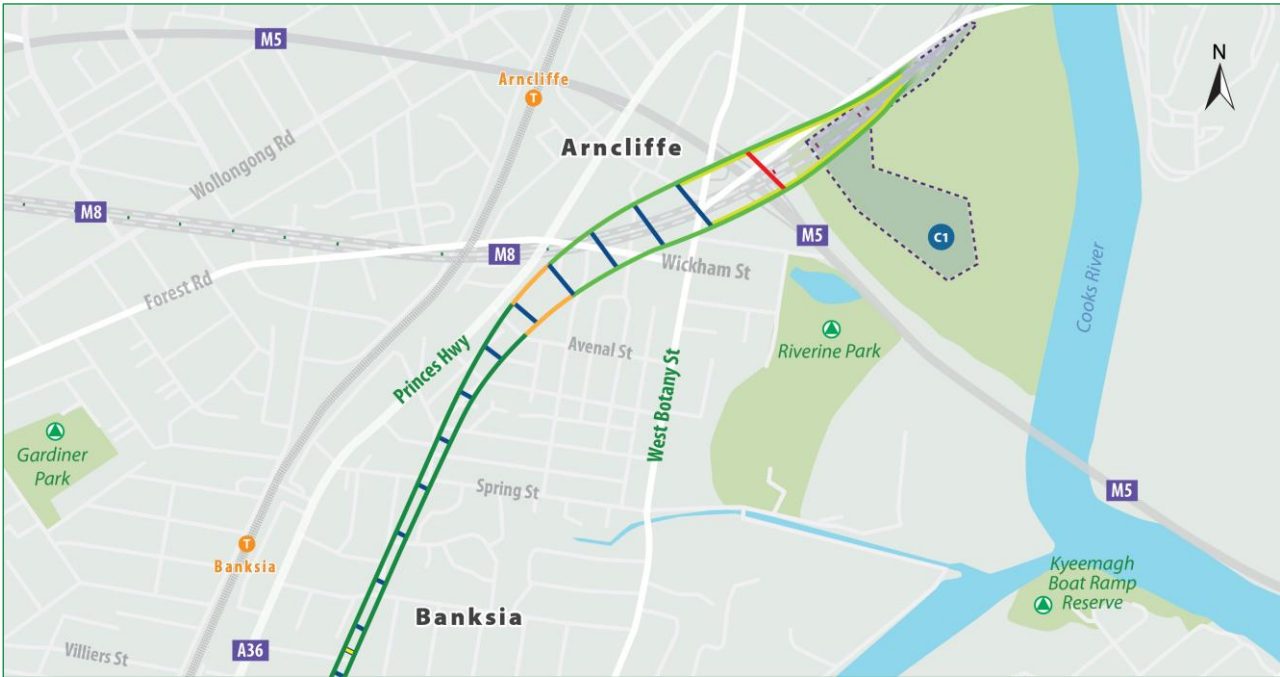 M5
N
Arncliffe
T
Arncliffe
Wollongong Rd
M8
M8
M5
C1
Forest Rd
Wickham St
Cooks River
Princes Hwy
Avenal St
Riverine Park
West Botany St
Gardiner
Park
Spring St
M5
T
Banksia
Kyeemagh
Boat Ramp
Reserve
Banksia
A36
Villiers St